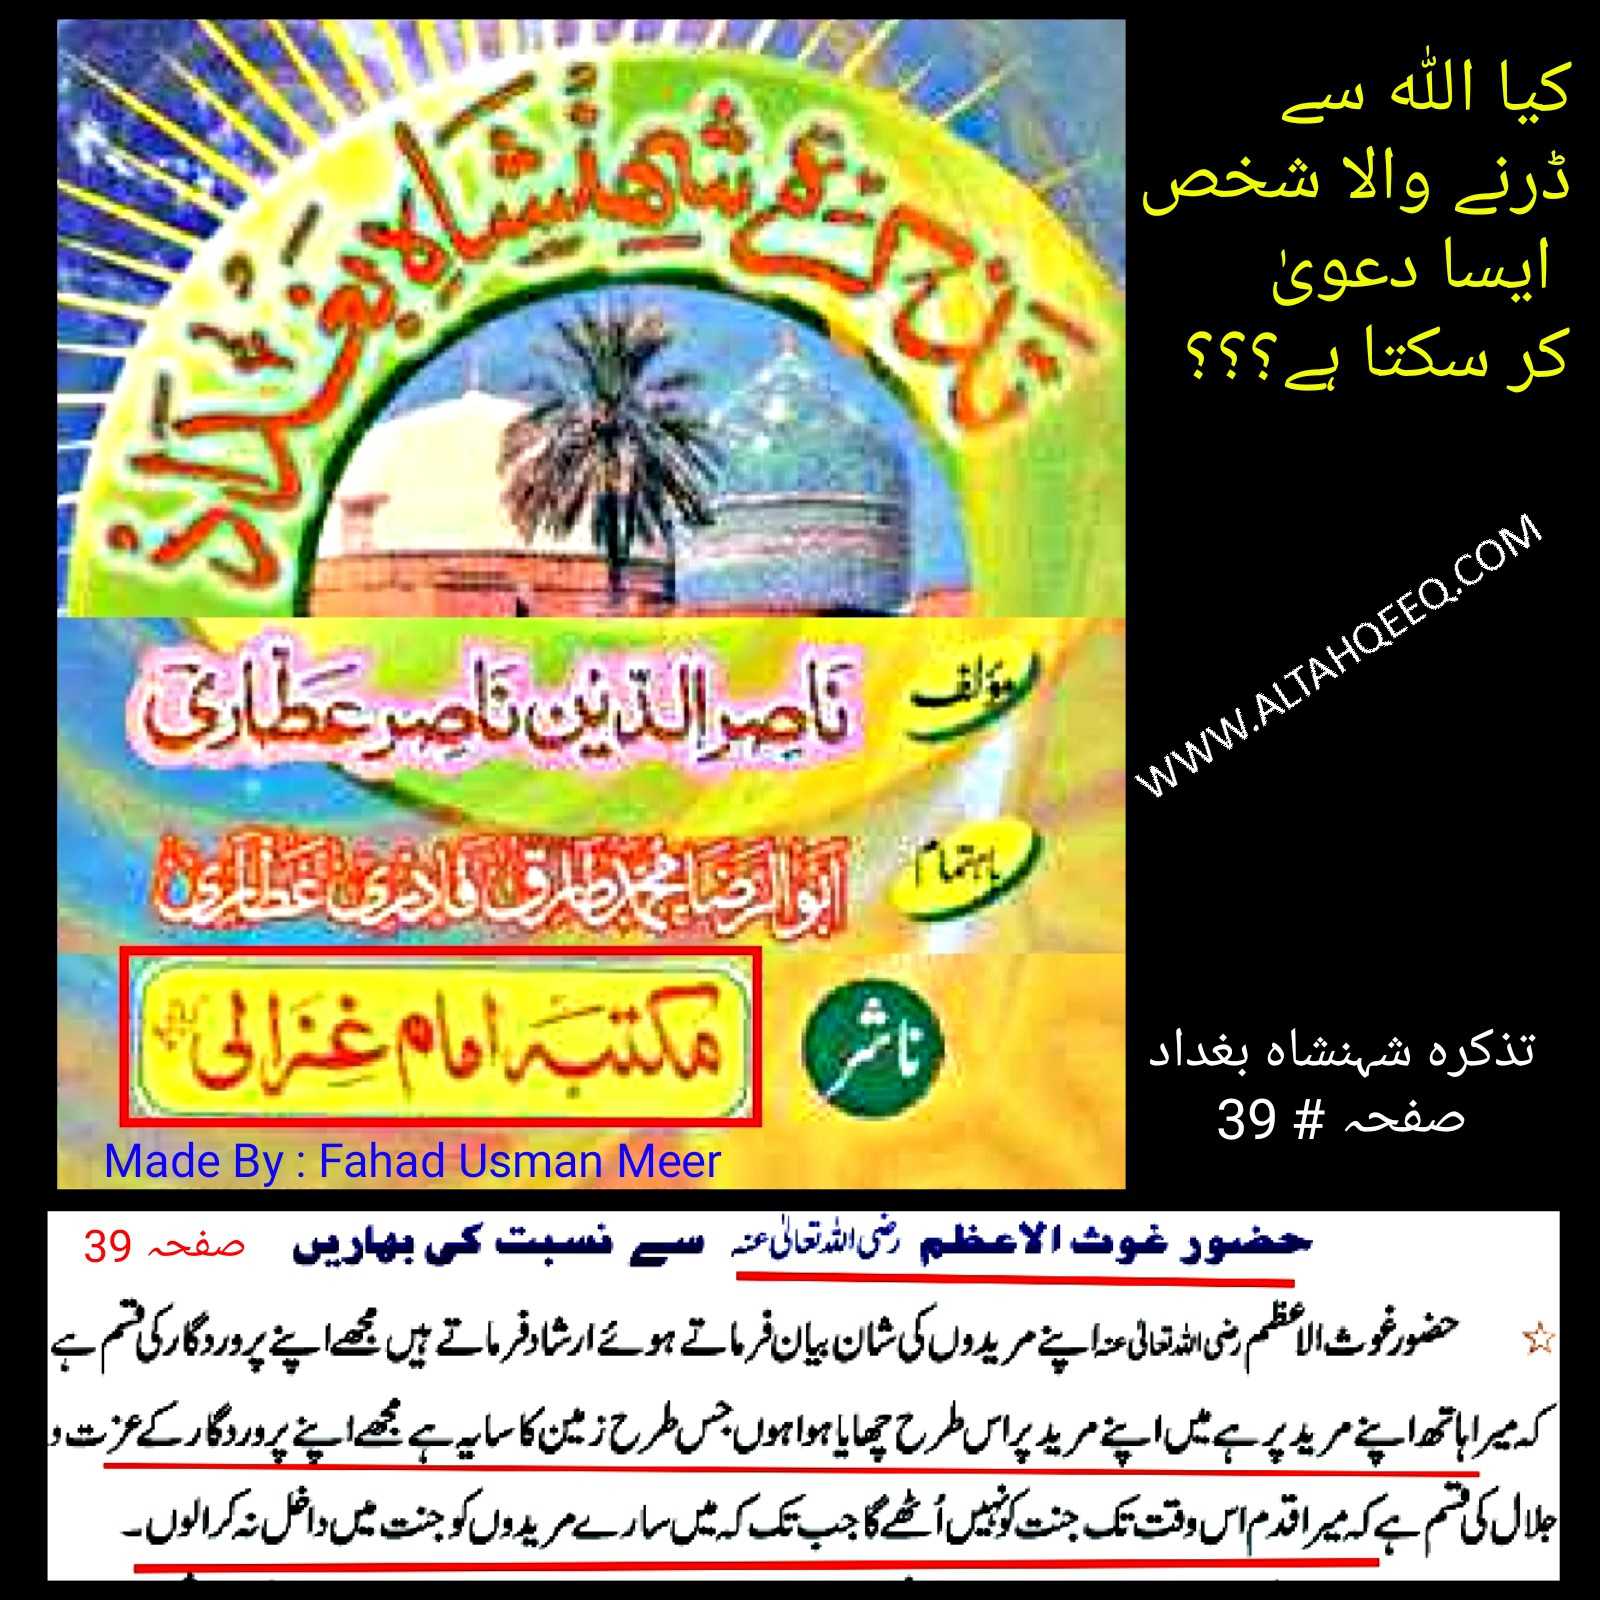 کیا اللہ سے
ڈرنے والا شخص
ایسا دعویٰ
کر سکتا ہے؟؟؟
تذکرۂ شہنشاہِ بغداد
مؤلف
ناصر الدین ناصر عطاری
باہتمام
ابوالرضا محمد طارق قادری عطاری
ناشر
مکتبہ امام غزالی
Made By : Fahad Usman Meer
WWW.ALTAHQEEQ.COM
تذکرہ شہنشاہ بغداد
صفحہ # 39
حضور غوث الاعظم رضی اللہ تعالیٰ عنہ سے نسبت کی بھاریں صفحہ 39
☆ حضور غوث الاعظم رضی اللہ تعالیٰ عنہ اپنے مریدوں کی شان بیان فرماتے ہوئے ارشاد فرماتے ہیں مجھے اپنے پروردگار کی قسم ہے
کہ میرا ہاتھ اپنے مرید پر ہے میں اپنے مرید پر اس طرح چھایا ہوا ہوں جس طرح زمین کا سایہ ہے مجھے اپنے پروردگار کے عزت و
جلال کی قسم ہے کہ میرا قدم اس وقت تک جنت کو نہیں اُٹھے گا جب تک کہ میں سارے مریدوں کو جنت میں داخل نہ کرالوں۔